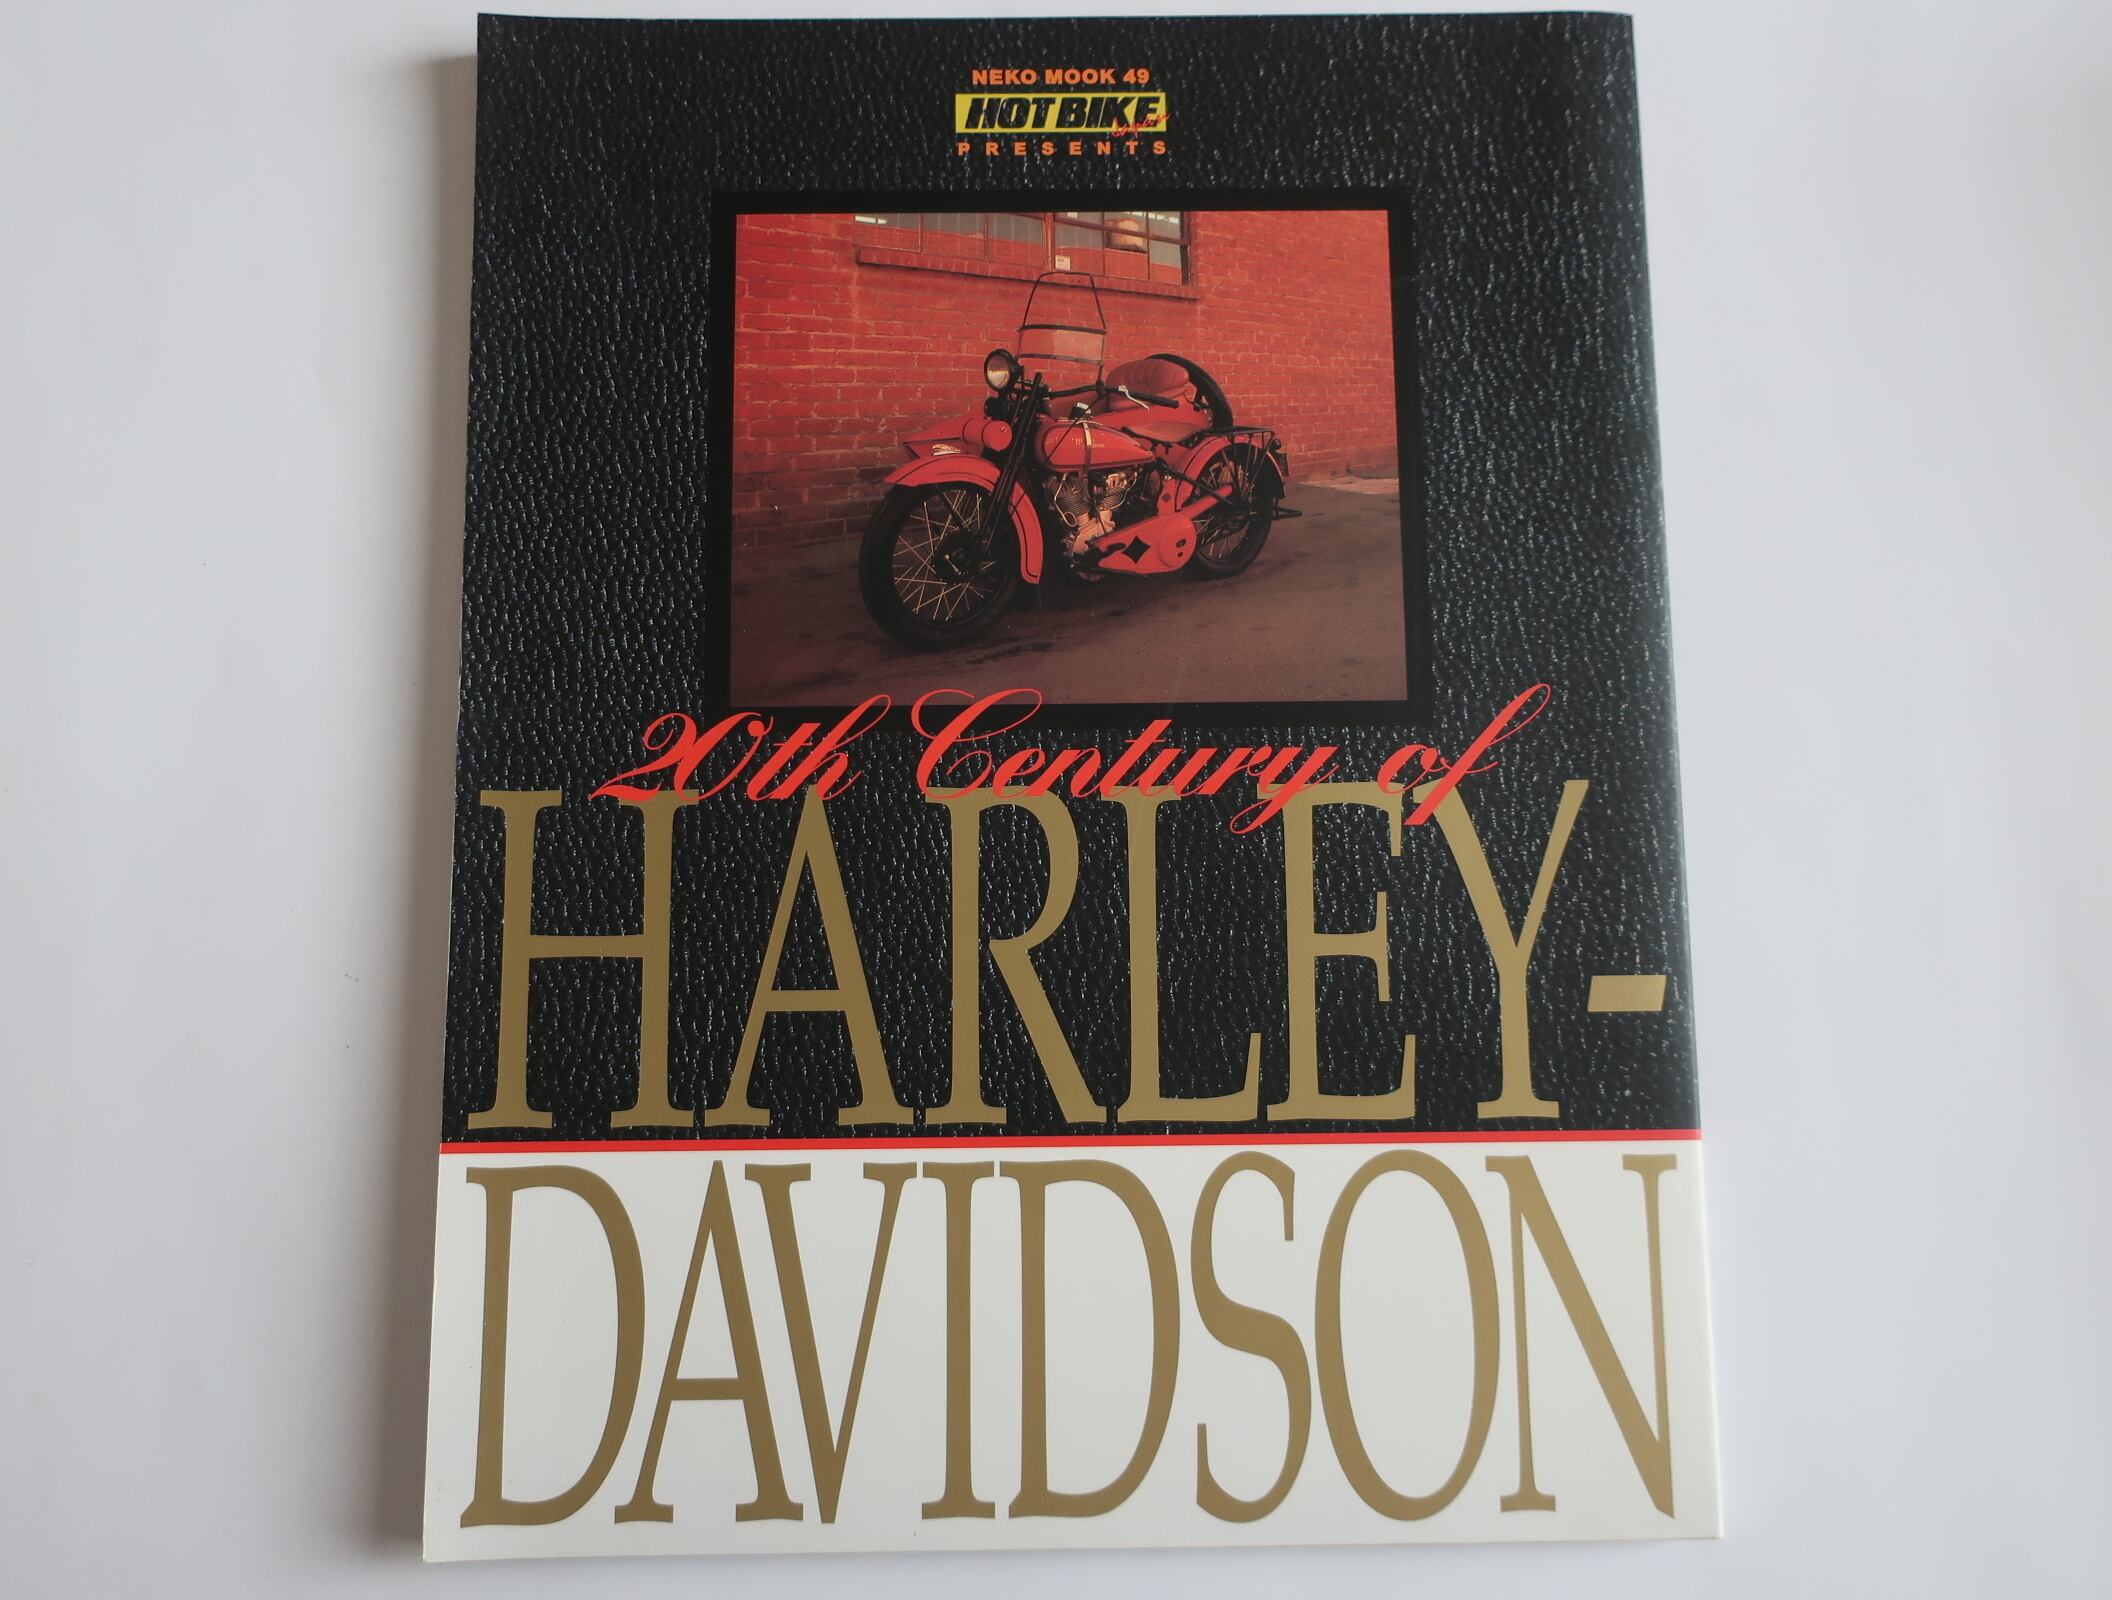 NEKO MOOK 49
HOT BIKE
PRESENTS
20th Century of
HARLEY-
DAVIDSON